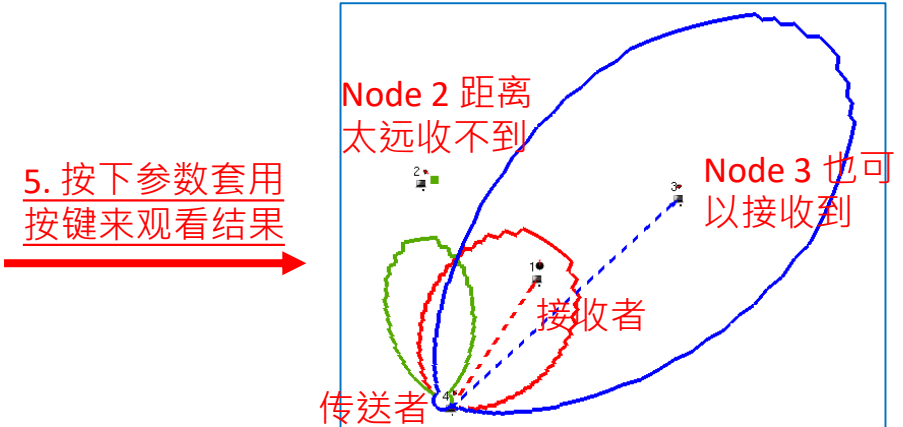 Node 2 距离
太远收不到
5. 按下参数套用
按键来观看结果
2
3
Node 3 也可
以接收到
1
接收者
4
传送者